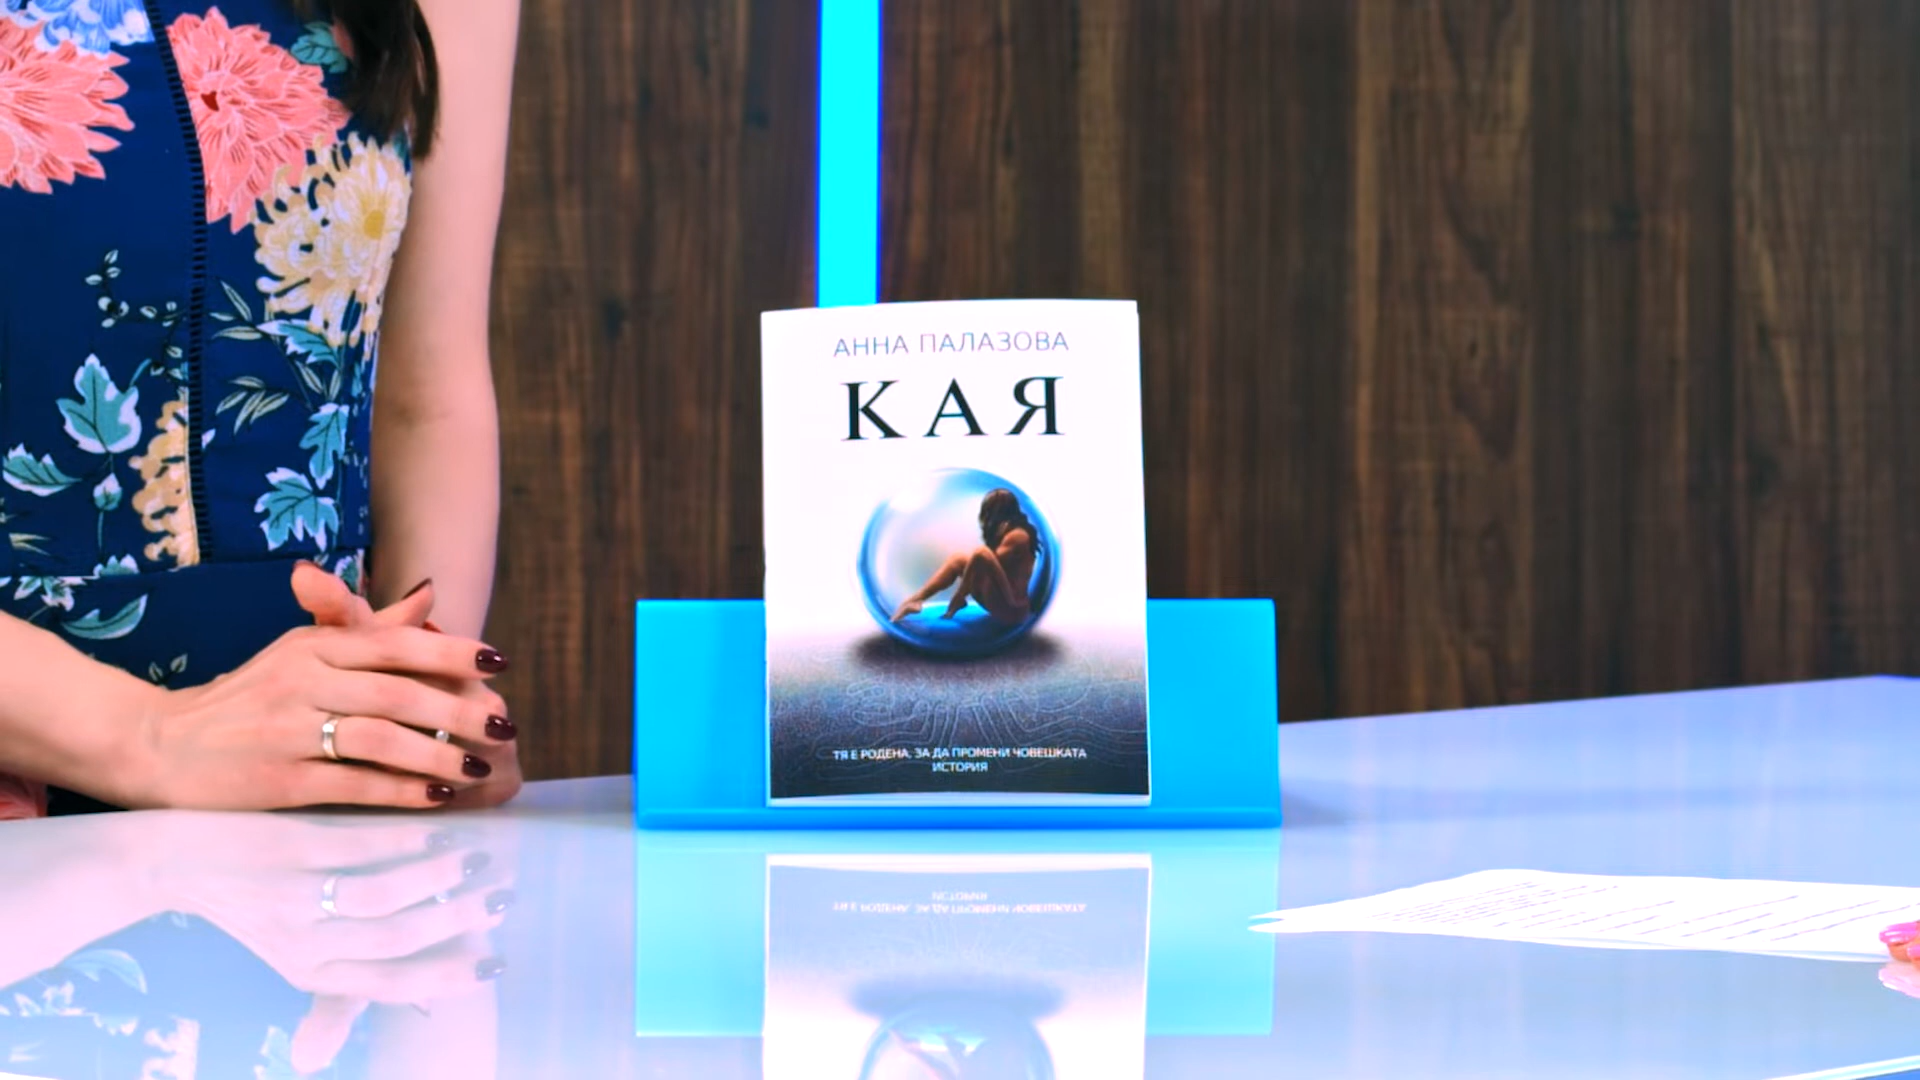 АННА ПАЛАЗОВА
КАЯ
ТЯ Е РОДЕНА, ЗА ДА ПРОМЕНИ ЧОВЕШКАТА
ИСТОРИЯ